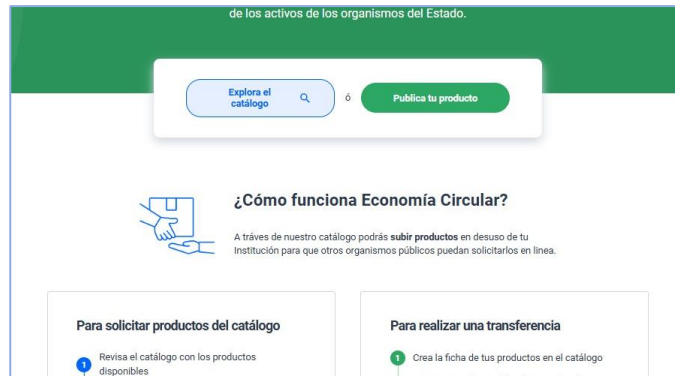 de los activos de los organismos del Estado.
Explora el
catálogo
ó
Publica tu producto
¿Cómo funciona Economía Circular?
A tráves de nuestro catálogo podrás subir productos en desuso de tu
Institución para que otros organismos públicos puedan solicitarlos en linea.
Para solicitar productos del catálogo
1
Revisa el catálogo con los productos
disponibles
Para realizar una transferencia
1
Crea la ficha de tus productos en el catálogo